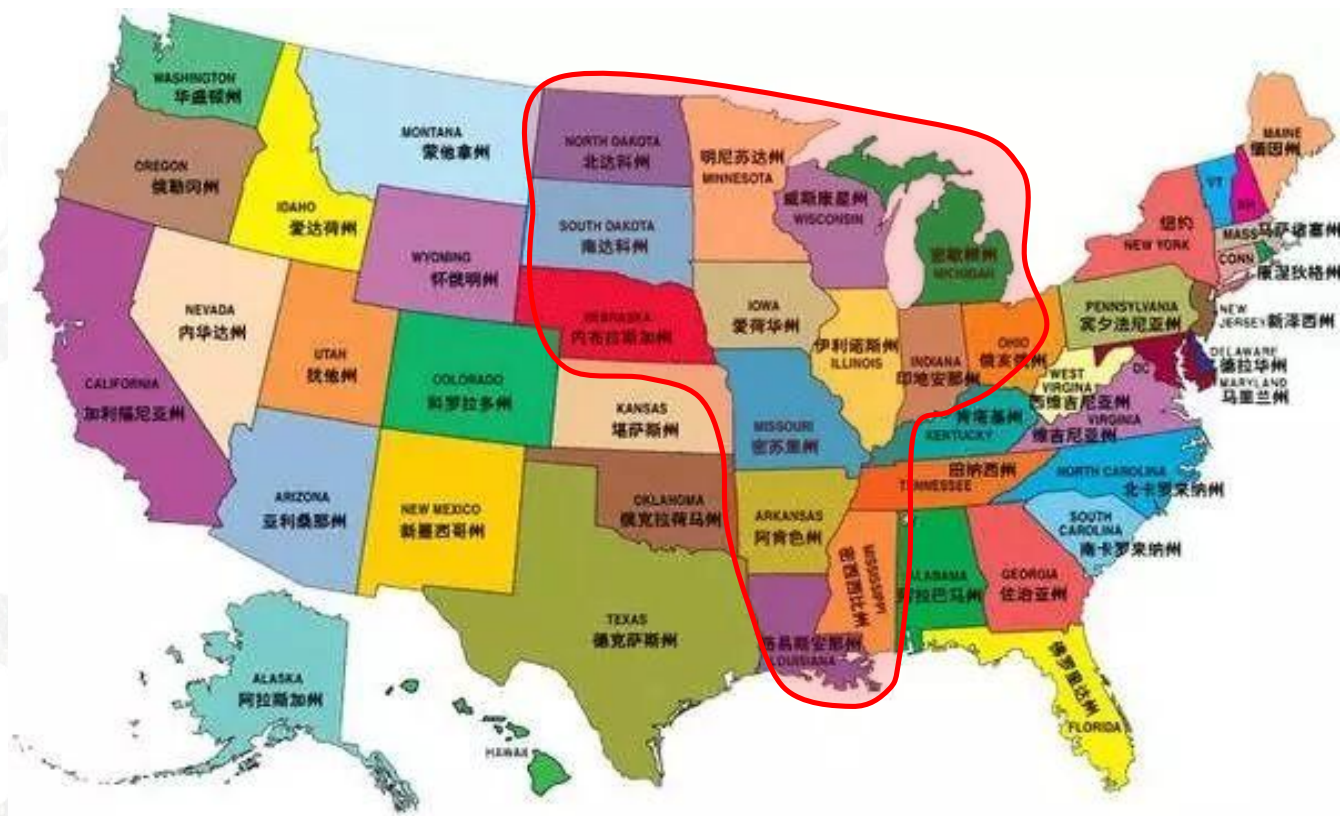 WASHINGTON
华盛顿州
OREGON
俄勒冈州
IDAHO
爱达荷州
MONTANA
蒙他拿州
WYOMING
怀俄明州
NEVADA
内华达州
UTAH
犹他州
COLORADO
科罗拉多州
CALIFORNIA
加利福尼亚州
ARIZONA
亚利桑那州
NEW MEXICO
新墨西哥州
NORTH DAKOTA
北达科州
SOUTH DAKOTA
南达科州
NEBRASKA
内布拉斯加州
KANSAS
堪萨斯州
OKLAHOMA
俄克拉荷马州
TEXAS
德克萨斯州
明尼苏达州
MINNESOTA
IOWA
爱荷华州
MISSOURI
密苏里州
ARKANSAS
阿肯色州
路易斯安那州
LOUISIANA
威斯康星州
WISCONSIN
伊利诺斯州
ILLINOIS
密歇根州
MICHIGAN
INDIANA
印地安那州
OHIO
俄亥俄州
肯塔基州
KENTUCKY
田纳西州
TENNESSEE
MISSISSIPPI
密西西比州
ALABAMA
阿拉巴马州
GEORGIA
佐治亚州
佛罗里达州
FLORIDA
SOUTH
CAROLINA
南卡罗来纳州
NORTH CAROLINA
北卡罗来纳州
VIRGINIA
维吉尼亚州
WEST
VIRGINA
西维吉尼亚州
DC
PENNSYLVANIA
宾夕法尼亚州
纽约
NEW YORK
VT
NH
MAINE
缅因州
MASS
马萨诸塞州
CONN
康涅狄格州
NEW
JERSEY
新泽西州
DELAWARE
德拉华州
MARYLAND
马里兰州
ALASKA
阿拉斯加州
HAWAII